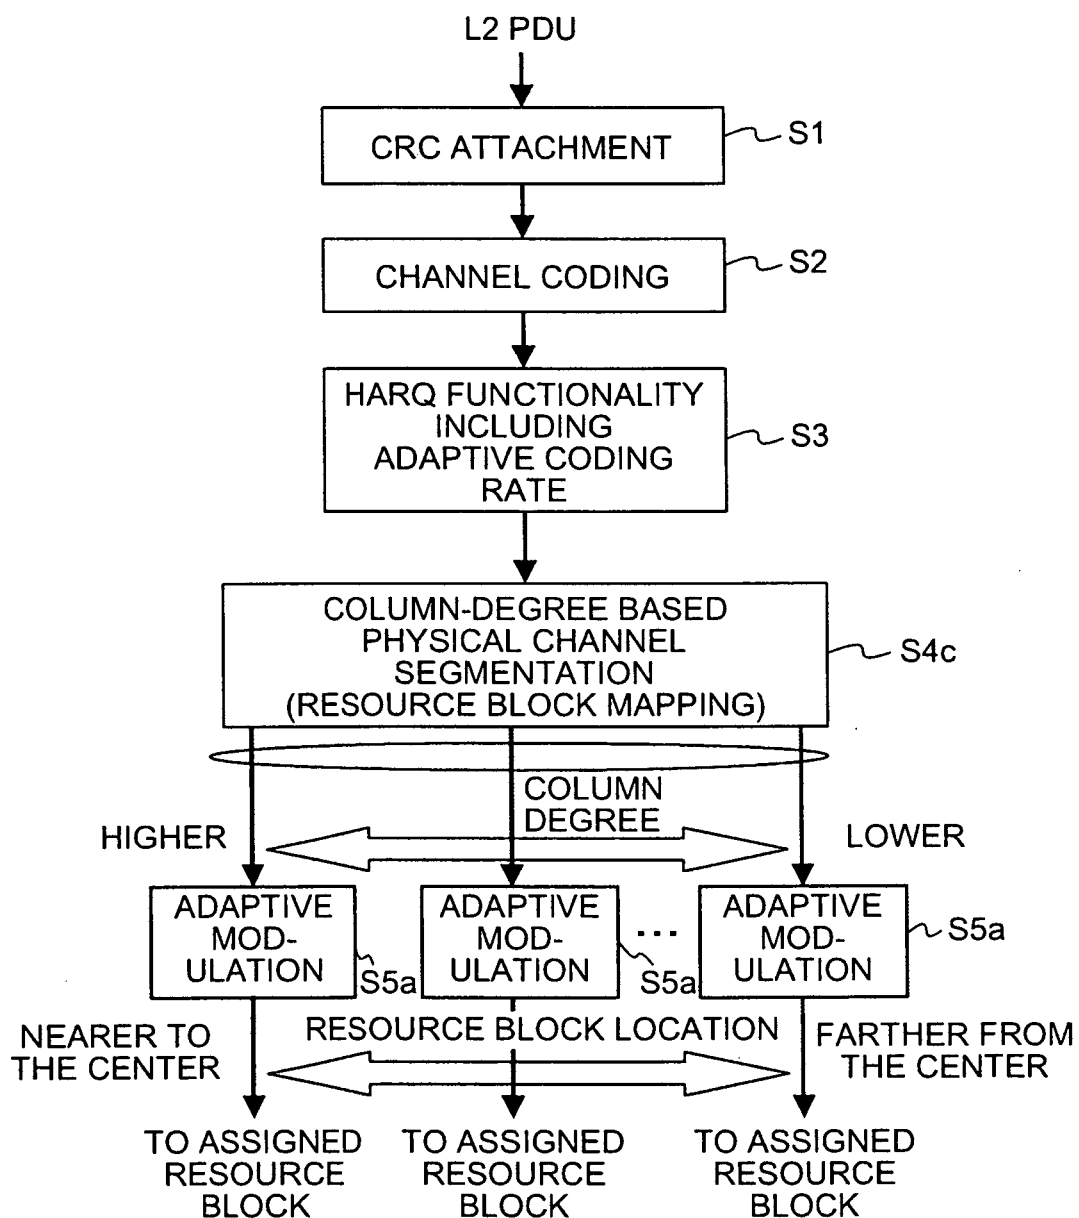 L2 PDU
CRC ATTACHMENT
S1
CHANNEL CODING
S2
HARQ FUNCTIONALITY
INCLUDING
ADAPTIVE CODING
RATE
S3
COLUMN-DEGREE BASED
PHYSICAL CHANNEL
SEGMENTATION
(RESOURCE BLOCK MAPPING)
S4c
COLUMN
DEGREE
HIGHER
LOWER
ADAPTIVE
MOD-
ULATION
S5a
ADAPTIVE
MOD-
ULATION
S5a
...
ADAPTIVE
MOD-
ULATION
S5a
NEARER TO
THE CENTER
RESOURCE BLOCK LOCATION
FARTHER FROM
THE CENTER
TO ASSIGNED
RESOURCE
BLOCK
TO ASSIGNED
RESOURCE
BLOCK
TO ASSIGNED
RESOURCE
BLOCK